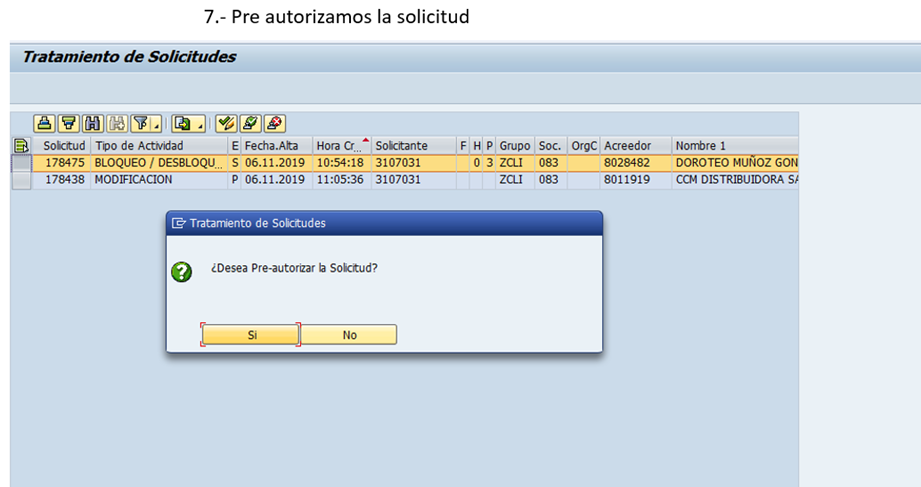 7.- Pre autorizamos la solicitud
Tratamiento de Solicitudes
Solicitud Tipo de Actividad E Fecha.Alta Hora Cr... Solicitante F H P Grupo Soc. OrgC Acreedor Nombre 1
178475 BLOQUEO / DESBLOQU... S 06.11.2019 10:54:18 3107031 0 3 ZCLI 083 8028482 DOROTEO MUÑOZ GON
178438 MODIFICACION P 06.11.2019 11:05:36 3107031 ZCLI 083 8011919 CCM DISTRIBUIDORA SA
Tratamiento de Solicitudes
¿Desea Pre-autorizar la Solicitud?
Si No